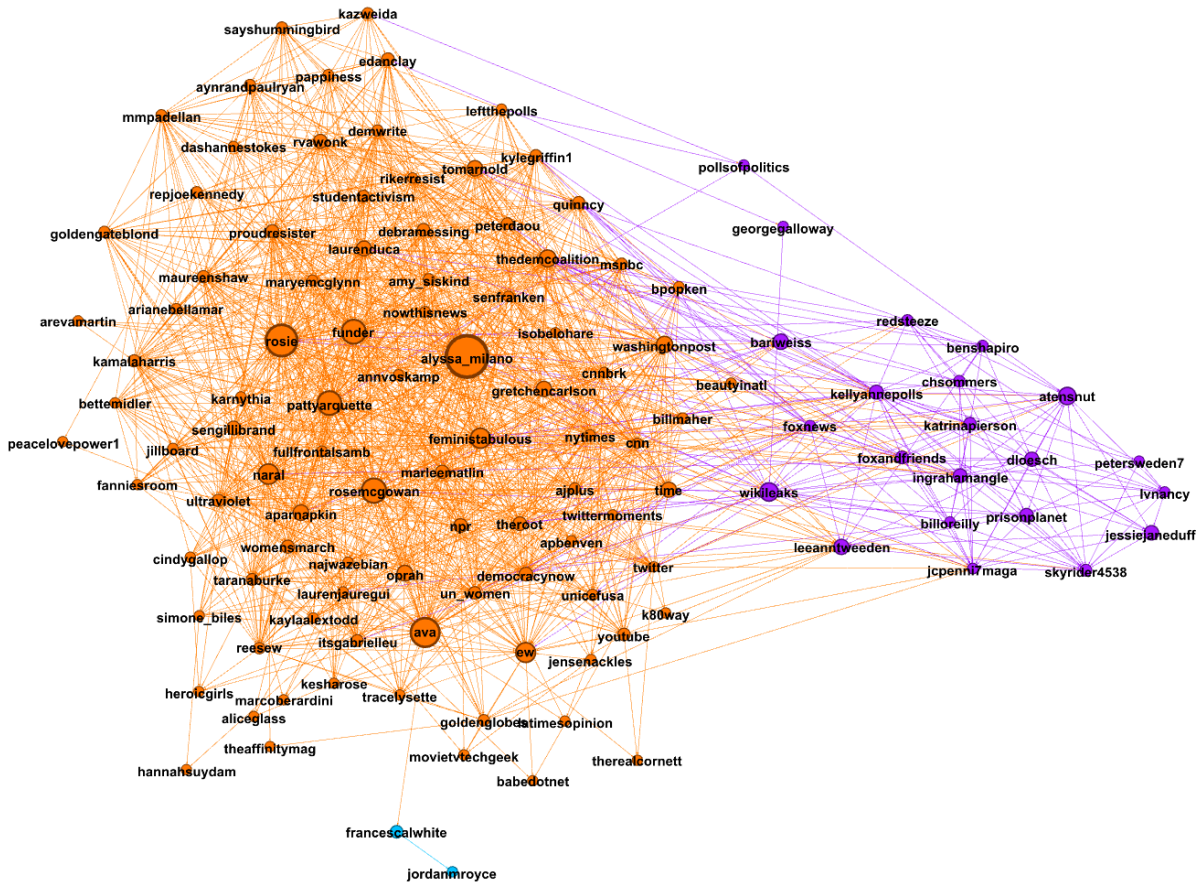 kazweida
sayshummingbird
edanclay
pappiness
aynrandpaulryan
leftthepolls
mmpadellan
demwrite
rvawonk
dashannestokes
kylegriffin1
pollsofpolitics
tomarnold
rikerresist
repjoekennedy
studentactivism
quinncy
peterdaou
georgegalloway
goldengateblond
proudresister
debramessing
laurenduca
thedemcoalition
msnbc
maureenshaw
maryemcglynn
amy_siskind
bpopken
senfranken
arianebellamar
nowthisnews
arevamartin
redsteeze
rosie
funder
isobelohare
washingtonpost
bariweiss
benshapiro
alyssa_milano
kamalaharris
annvoskamp
cnnbrk
beautyinatl
chsommers
gretchencarlson
kellyannepolls
atensnut
bettemidler
karnythia
pattyarquette
billmaher
foxnews
katrinapierson
sengillibrand
feministabulous
nytimes
cnn
peacelovepower1
jillboard
fullfrontalsamb
foxandfriends
dloesch
petersweden7
naral
marleematlin
ingrahamangle
fanniesroom
rosemcgowan
ajplus
time
wikileaks
lvnancy
ultraviolet
aparnapkin
twittermoments
npr
theroot
billoreilly
prisonplanet
jessiejaneduff
apbenven
womensmarch
leeanntweeden
cindygallop
najwazebian
oprah
democracynow
twitter
skyrider4538
taranaburke
laurenjauregui
un_women
unicefusa
simone_biles
kaylaalextodd
k80way
ava
itsgabrielleu
youtube
reesew
ew
jensenackles
kesharose
heroicgirls
marcoberardini
tracelysette
aliceglass
goldenglobes
theaffinitymag
movietvtechgeek
therealcornett
hannahsuydam
babedotnet
francescalwhite
jordanmroyce